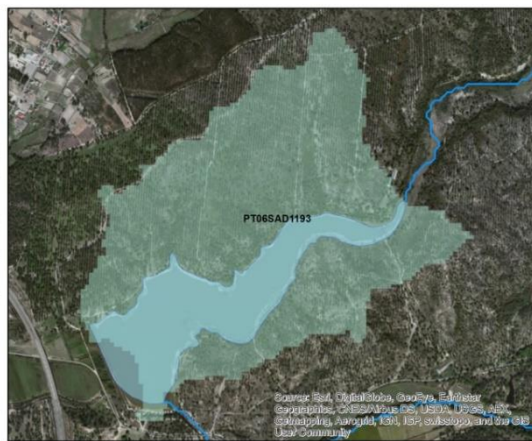 PT06SAD1193
Source: Esri, DigitalGlobe, GeoEye, Earthstar
Geographics, CNES/Airbus DS, USDA, USGS, AEX,
Getmapping, Aerogrid, IGN, IGP, swisstopo, and the GIS
User Community